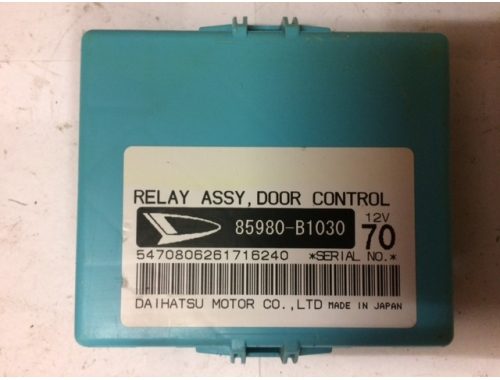 RELAY ASSY, DOOR CONTROL
85980-B1030
12V
70
5470806261716240 *SERIAL NO.*
DAIHATSU MOTOR CO.,LTD MADE IN JAPAN